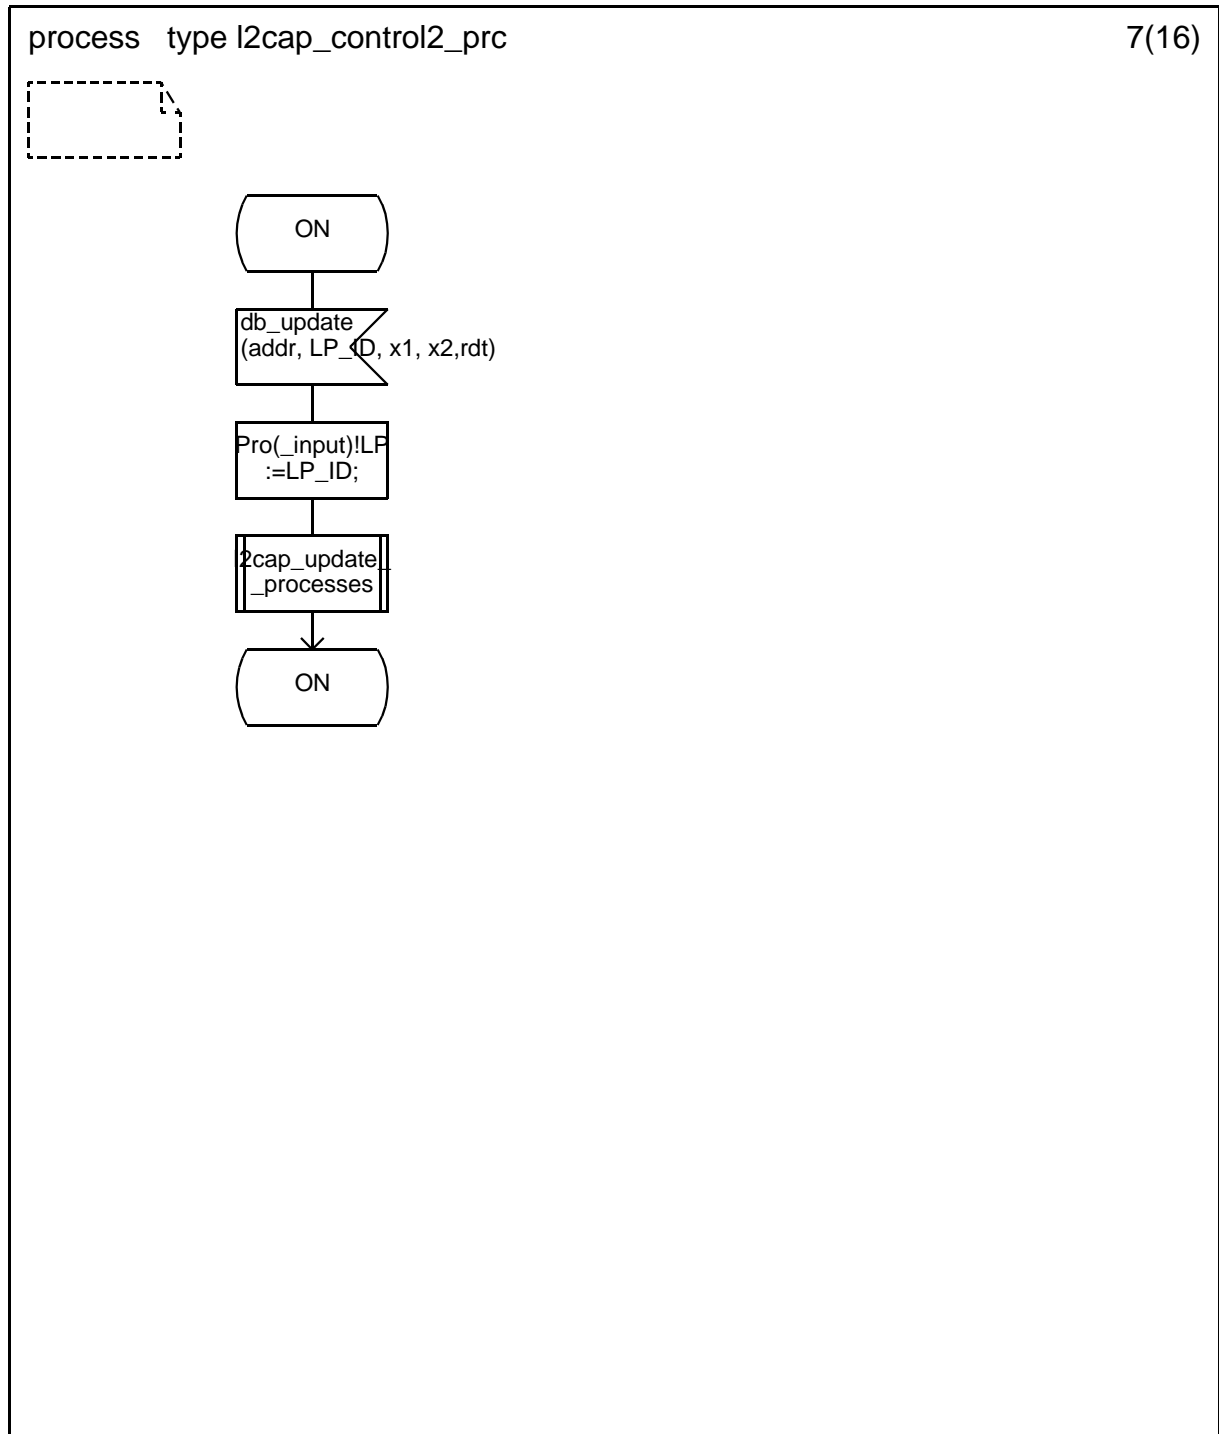 process type l2cap_control2_prc
7(16)
ON
db_update
(addr, LP_ID, x1, x2,rdt)
Pro(_input)!LP
:=LP_ID;
l2cap_update_
_processes
ON